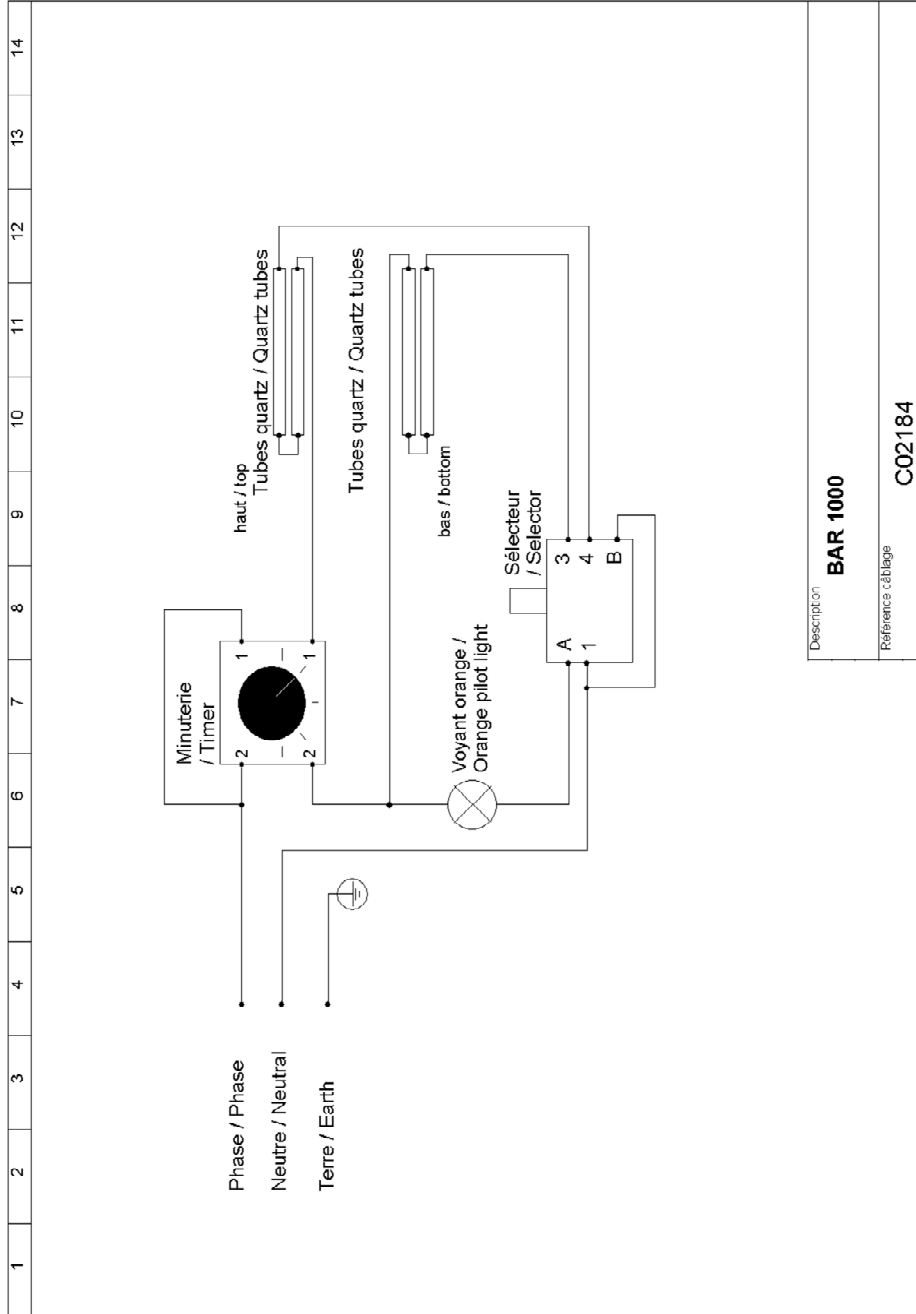 1
2
3
4
5
6
7
8
9
10
11
12
13
14
Phase / Phase
Neutre / Neutral
Terre / Earth
Minuterie
/ Timer
2
1
2
1
haut / top
Tubes quartz / Quartz tubes
Tubes quartz / Quartz tubes
bas / bottom
Voyant orange /
Orange pilot light
Sélecteur
/ Selector
A
3
1
4
B
Description
BAR 1000
Référence câblage
C02184